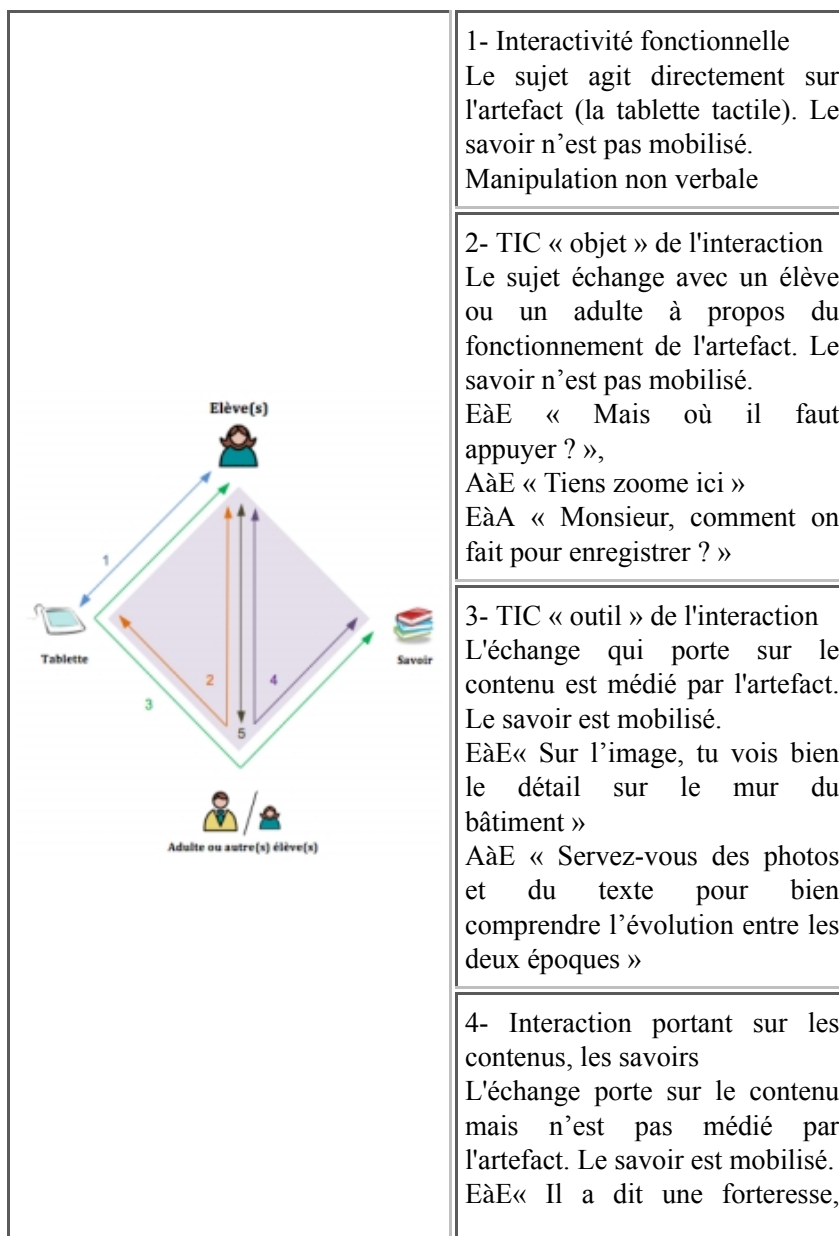 Elève(s)
1
Tablette
2
4
3
5
Savoir
Adulte ou autre(s) élève(s)
1- Interactivité fonctionnelle
Le sujet agit directement sur
l'artefact (la tablette tactile). Le
savoir n’est pas mobilisé.
Manipulation non verbale
2- TIC « objet » de l'interaction
Le sujet échange avec un élève
ou un adulte à propos du
fonctionnement de l'artefact. Le
savoir n’est pas mobilisé.
EàE « Mais où il faut
appuyer ? »,
AàE « Tiens zoome ici »
EàA « Monsieur, comment on
fait pour enregistrer ? »
3- TIC « outil » de l'interaction
L'échange qui porte sur le
contenu est médié par l'artefact.
Le savoir est mobilisé.
EàE« Sur l’image, tu vois bien
le détail sur le mur du
bâtiment »
AàE « Servez-vous des photos
et du texte pour bien
comprendre l’évolution entre les
deux époques »
4- Interaction portant sur les
contenus, les savoirs
L'échange porte sur le contenu
mais n’est pas médié par
l'artefact. Le savoir est mobilisé.
EàE« Il a dit une forteresse,